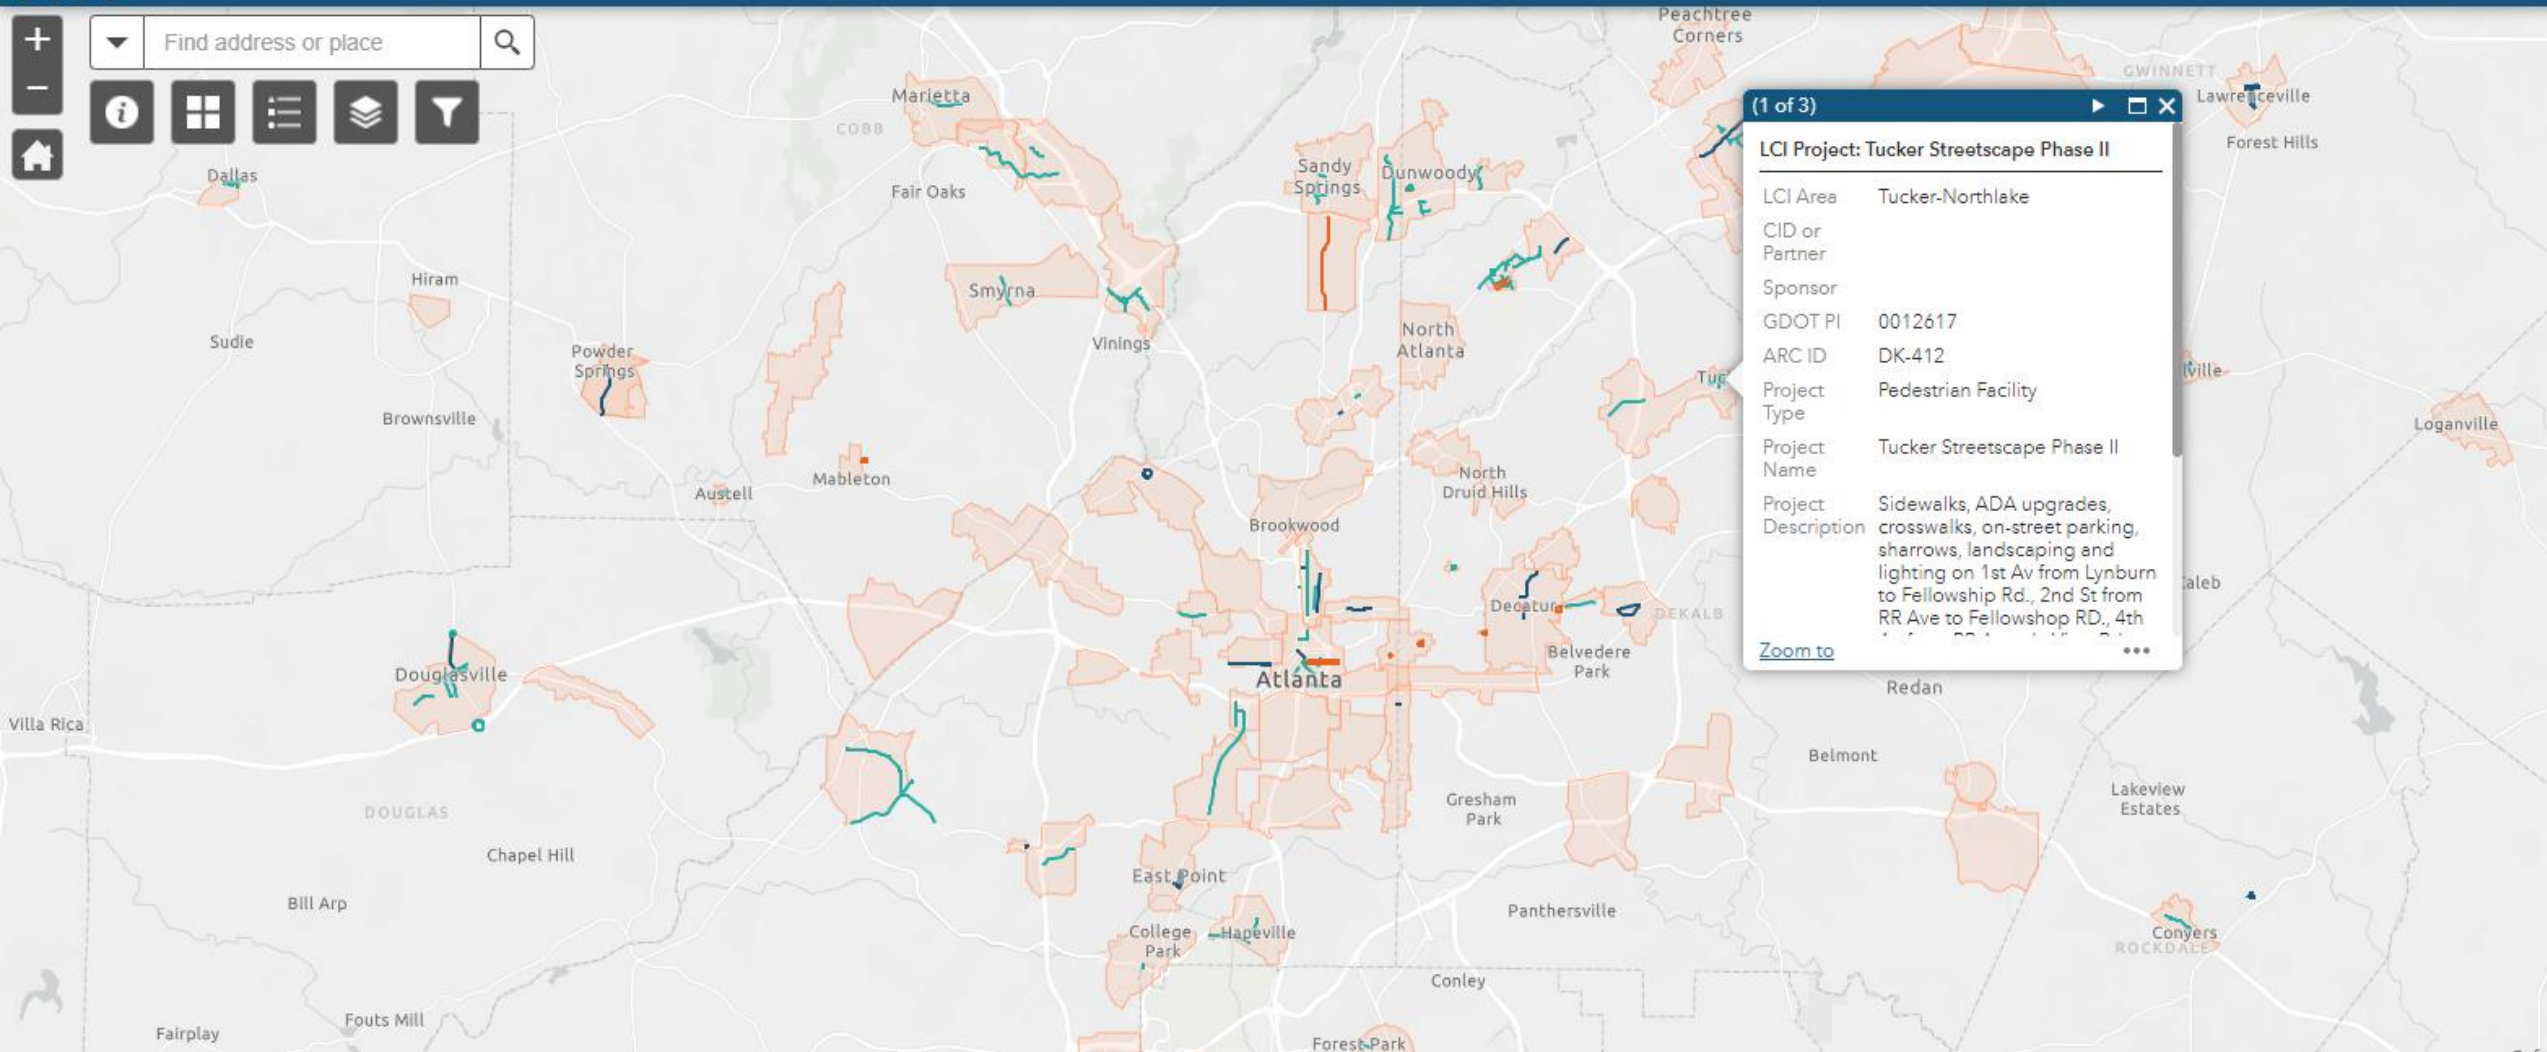 Find address or place
Peachtree
Corners
GWINNETT
Lawrenceville
Forest Hills
Marietta
COBB
Fair Oaks
Dallas
Sandy
Springs
Dunwoody
Hiram
Smyrna
Sudie
Vinings
North
Atlanta
Powder
Springs
Brownsville
Mableton
Austell
North
Druid Hills
Brookwood
Loganville
(1 of 3)
LCI Project: Tucker Streetscape Phase II
LCI Area Tucker-Northlake
CID or
Partner
Sponsor
GDOT PI 0012617
ARC ID DK-412
Project Pedestrian Facility
Type
Project Tucker Streetscape Phase II
Name
Project Sidewalks, ADA upgrades,
Description crosswalks, on-street parking,
sharrows, landscaping and
lighting on 1st Av from Lynburn
to Fellowship Rd., 2nd St from
RR Ave to Fellowshop RD., 4th
Zoom to
Tuc
lville
aleb
Decatur
DEKALB
Belvedere
Park
Atlanta
Douglasville
Villa Rica
Redan
Belmont
Lakeview
Estates
DOUGLAS
Chapel Hill
Gresham
Park
East Point
Bill Arp
Panthersville
College
Park
Hapeville
Conyers
ROCKDALE
Conley
Fouts Mill
Fairplay
Forest Park